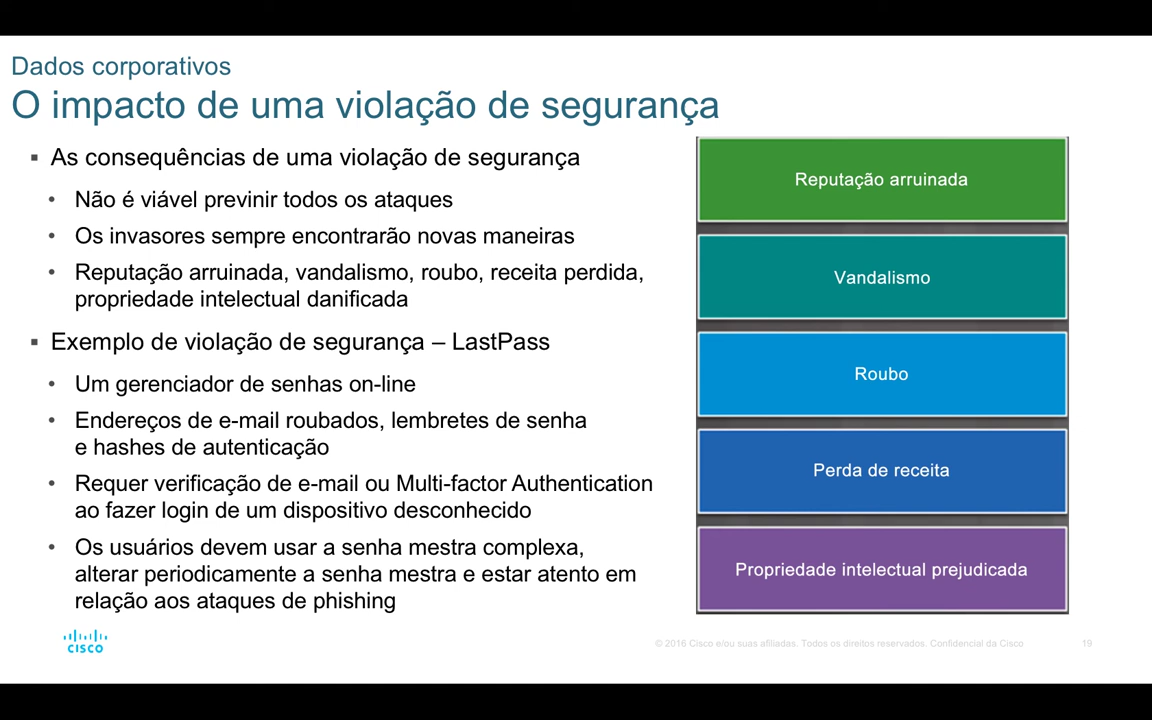 Dados corporativos
O impacto de uma violação de segurança
▪ As consequências de uma violação de segurança
• Não é viável previnir todos os ataques
• Os invasores sempre encontrarão novas maneiras
• Reputação arruinada, vandalismo, roubo, receita perdida,
propriedade intelectual danificada
▪ Exemplo de violação de segurança – LastPass
• Um gerenciador de senhas on-line
• Endereços de e-mail roubados, lembretes de senha
e hashes de autenticação
• Requer verificação de e-mail ou Multi-factor Authentication
ao fazer login de um dispositivo desconhecido
• Os usuários devem usar a senha mestra complexa,
alterar periodicamente a senha mestra e estar atento em
relação aos ataques de phishing
Reputação arruinada
Vandalismo
Roubo
Perda de receita
Propriedade intelectual prejudicada
CISCO
© 2016 Cisco e/ou suas afiliadas. Todos os direitos reservados. Confidencial da Cisco
19